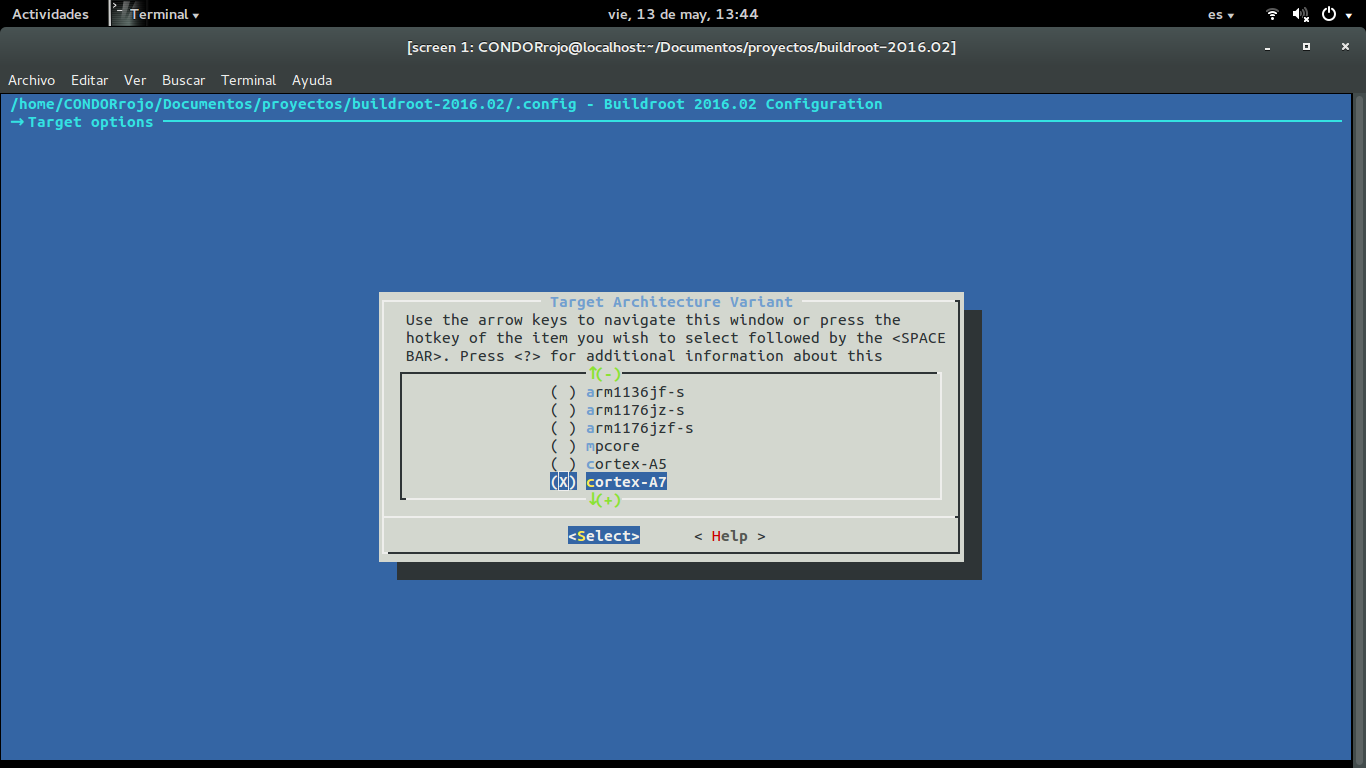 Actividades Terminal vie, 13 de may, 13:44 es
[screen 1: CONDORrojo@localhost:~/Documentos/proyectos/buildroot-2016.02]
Archivo Editar Ver Buscar Terminal Ayuda
/home/CONDORrojo/Documentos/proyectos/buildroot-2016.02/.config - Buildroot 2016.02 Configuration
→ Target options
Target Architecture Variant
Use the arrow keys to navigate this window or press the
hotkey of the item you wish to select followed by the <SPACE
BAR>. Press <?> for additional information about this
↑(-)
( ) arm1136jf-s
( ) arm1176jz-s
( ) arm1176jzf-s
( ) mpcore
( ) cortex-A5
(X) cortex-A7
↓(+)
<Select> < Help >